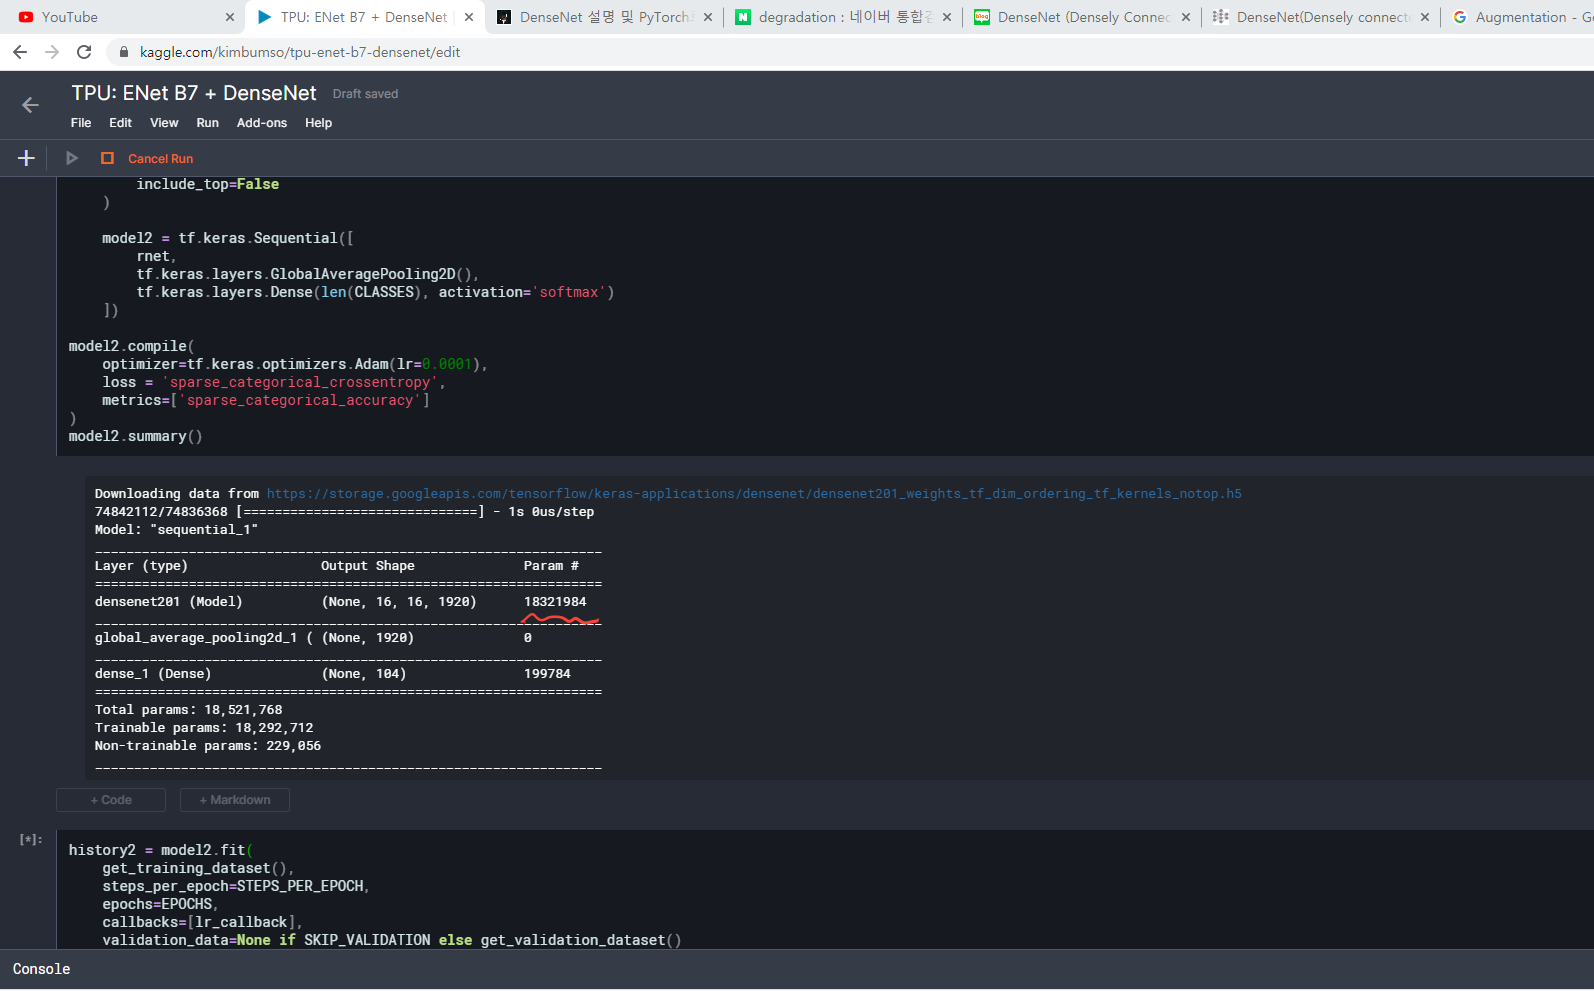 YouTube
TPU: ENet B7 + DenseNet
DenseNet 설명 및 PyTorch
degradation : 네이버 통합
DenseNet (Densely Connec
DenseNet(Densely connect
Augmentation - G
kaggle.com/kimbumso/tpu-enet-b7-densenet/edit
TPU: ENet B7 + DenseNet Draft saved
File Edit View Run Add-ons Help
Cancel Run
include_top=False
)
model2 = tf.keras.Sequential([
rnet,
tf.keras.layers.GlobalAveragePooling2D(),
tf.keras.layers.Dense(len(CLASSES), activation='softmax')
])
model2.compile(
optimizer=tf.keras.optimizers.Adam(lr=0.0001),
loss = 'sparse_categorical_crossentropy',
metrics=['sparse_categorical_accuracy']
)
model2.summary()
Downloading data from https://storage.googleapis.com/tensorflow/keras-applications/densenet/densenet201_weights_tf_dim_ordering_tf_kernels_notop.h5
74842112/74836368 [==============================] - 1s 0us/step
Model: "sequential_1"
_________________________________________________________________
Layer (type) Output Shape Param #
=================================================================
densenet201 (Model) (None, 16, 16, 1920) 18321984
_________________________________________________________________
global_average_pooling2d_1 ( (None, 1920) 0
_________________________________________________________________
dense_1 (Dense) (None, 104) 199784
=================================================================
Total params: 18,521,768
Trainable params: 18,292,712
Non-trainable params: 229,056
_________________________________________________________________
+ Code + Markdown
[*]:
history2 = model2.fit(
get_training_dataset(),
steps_per_epoch=STEPS_PER_EPOCH,
epochs=EPOCHS,
callbacks=[lr_callback],
validation_data=None if SKIP_VALIDATION else get_validation_dataset()
Console